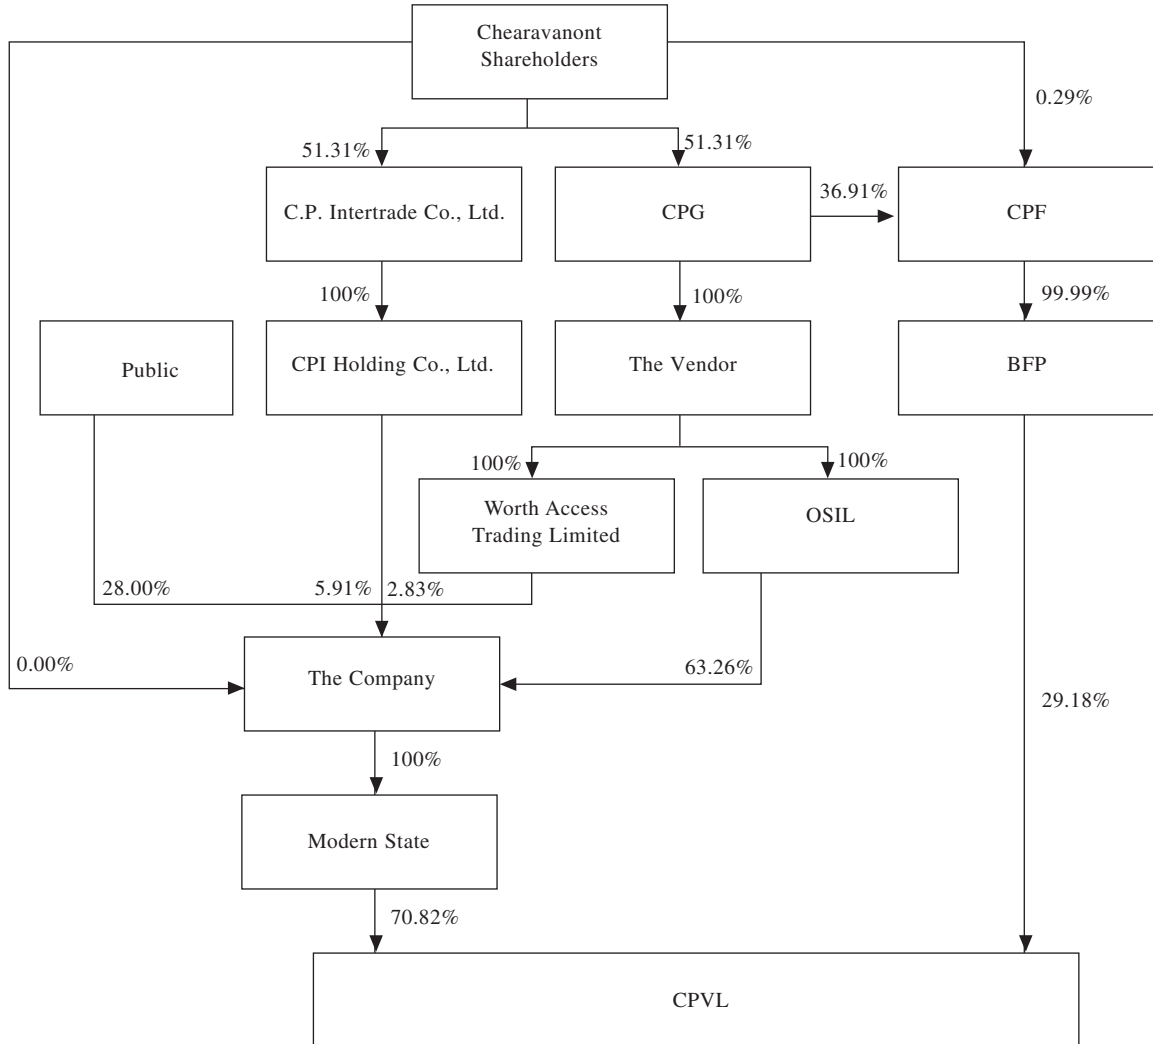 Chearavanont
Shareholders
0.29%
51.31%
51.31%
C.P. Intertrade Co., Ltd.
CPG
36.91%
CPF
100%
100%
99.99%
Public
CPI Holding Co., Ltd.
The Vendor
BFP
100%
100%
Worth Access
Trading Limited
OSIL
28.00%
5.91%
2.83%
0.00%
The Company
63.26%
29.18%
100%
Modern State
70.82%
CPVL